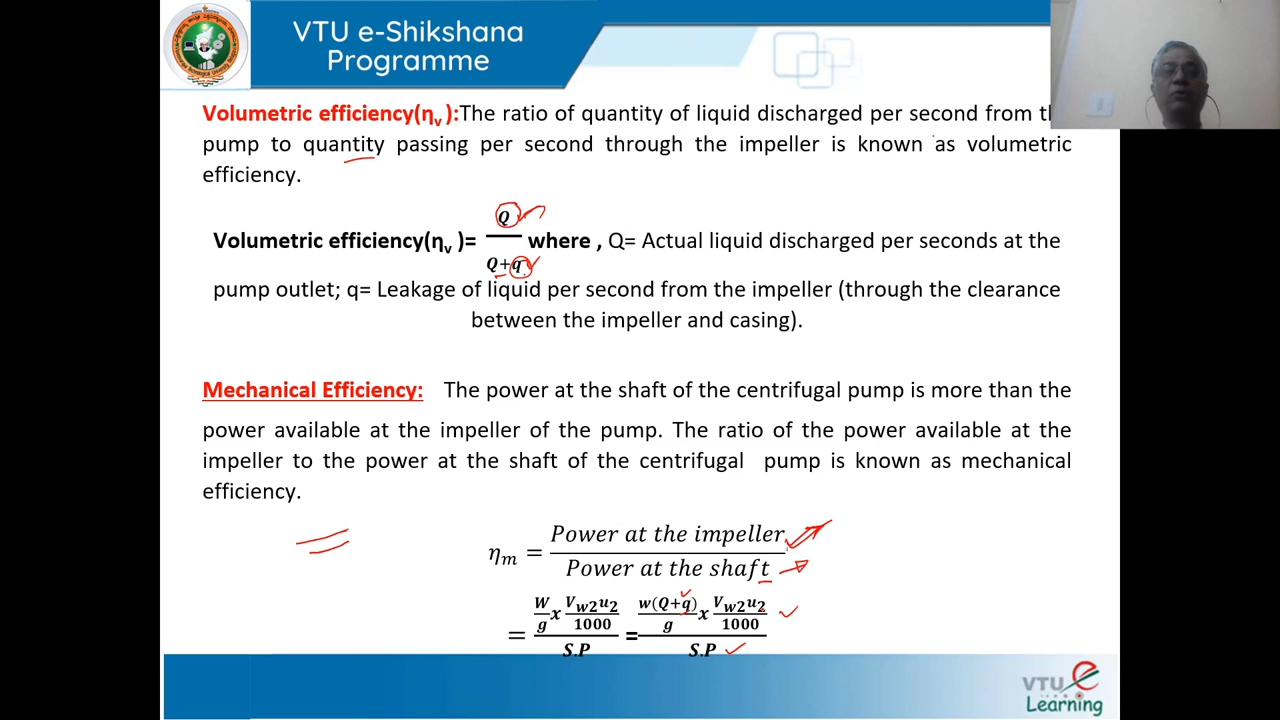 VTU e-Shikshana
Programme
Volumetric efficiency(ηv):The ratio of quantity of liquid discharged per second from
pump to quantity passing per second through the impeller is known as volumetric
efficiency.
Volumetric efficiency(ηv )= Q/(Q+q) where , Q= Actual liquid discharged per seconds at the
pump outlet; q= Leakage of liquid per second from the impeller (through the clearance
between the impeller and casing).
Mechanical Efficiency: The power at the shaft of the centrifugal pump is more than the
power available at the impeller of the pump. The ratio of the power available at the
impeller to the power at the shaft of the centrifugal pump is known as mechanical
efficiency.
ηm = Power at the impeller / Power at the shaft
= (W/g x Vw2u2/1000) / S.P = (w(Q+q)/g x Vw2u2/1000) / S.P
VTU e
Learning